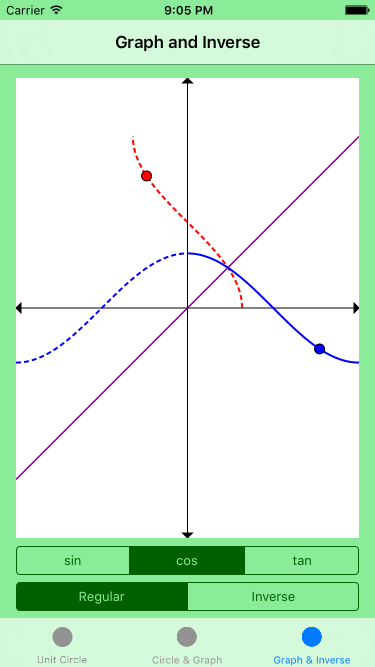 Carrier 9:05 PM
Graph and Inverse
sin cos tan
Regular Inverse
Unit Circle Circle & Graph Graph & Inverse